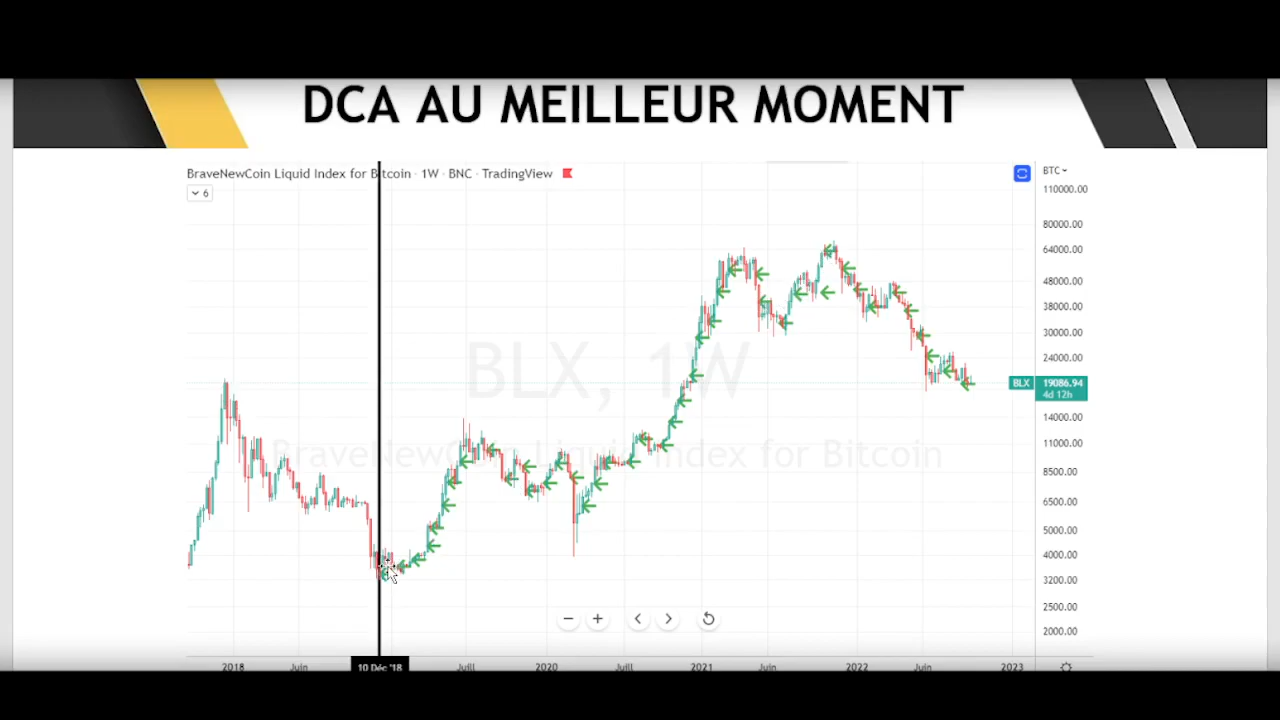 DCA AU MEILLEUR MOMENT
BraveNewCoin Liquid Index for Bitcoin · 1W · BNC · TradingView
6
BTC
110000.00
80000.00
64000.00
48000.00
38000.00
30000.00
24000.00
BLX 19086.94
4d 12h
14000.00
11000.00
8500.00
6500.00
5000.00
4000.00
3200.00
2500.00
2000.00
BLX, 1W
BraveNewCoin Liquid Index for Bitcoin
2018 Juin 10 Déc '18 Juill 2020 Juill 2021 Juin 2022 Juin 2023